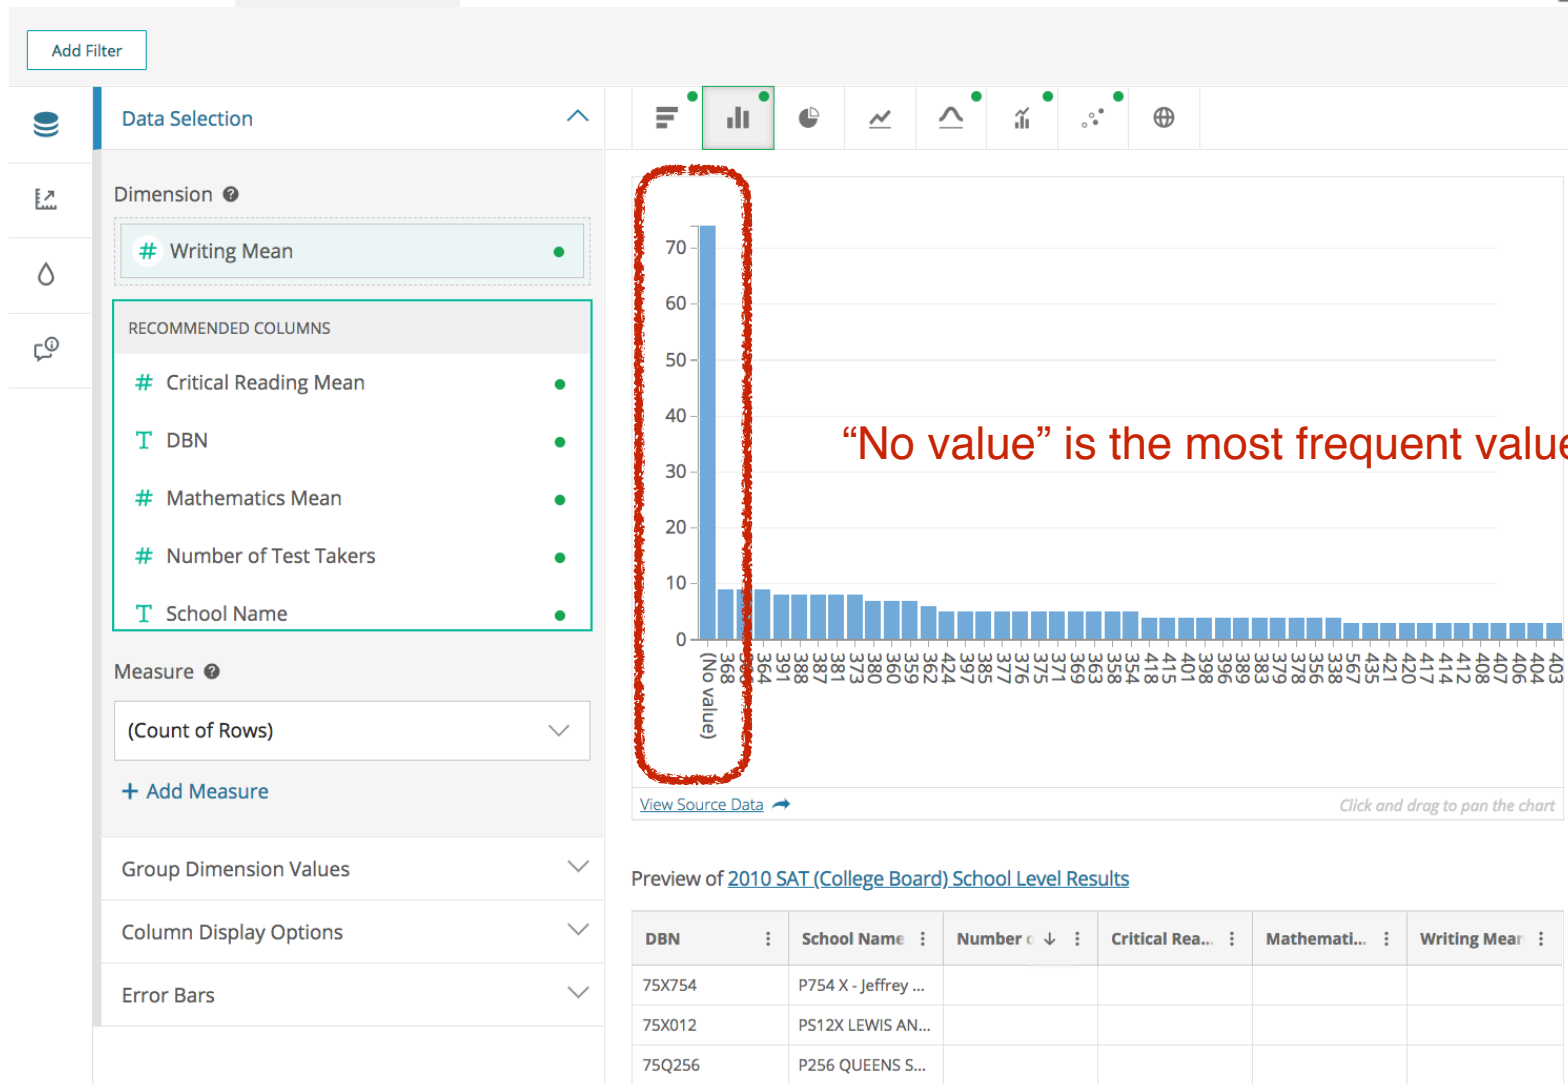 Add Filter
Data Selection
Dimension
# Writing Mean
RECOMMENDED COLUMNS
# Critical Reading Mean
T DBN
# Mathematics Mean
# Number of Test Takers
T School Name
Measure
(Count of Rows)
+ Add Measure
Group Dimension Values
Column Display Options
Error Bars
70
60
50
40
30
20
10
0
“No value” is the most frequent value
(No value)
368
364
391
388
387
381
373
380
360
359
362
424
397
385
377
376
375
371
369
363
358
354
418
415
401
398
396
389
383
379
378
356
338
567
425
421
420
417
414
412
408
407
406
404
403
View Source Data
Click and drag to pan the chart
Preview of 2010 SAT (College Board) School Level Results
DBN School Name Number Critical Rea... Mathemati... Writing Mean
75X754 P754 X - Jeffrey ...
75X012 PS12X LEWIS AN...
75Q256 P256 QUEENS S...